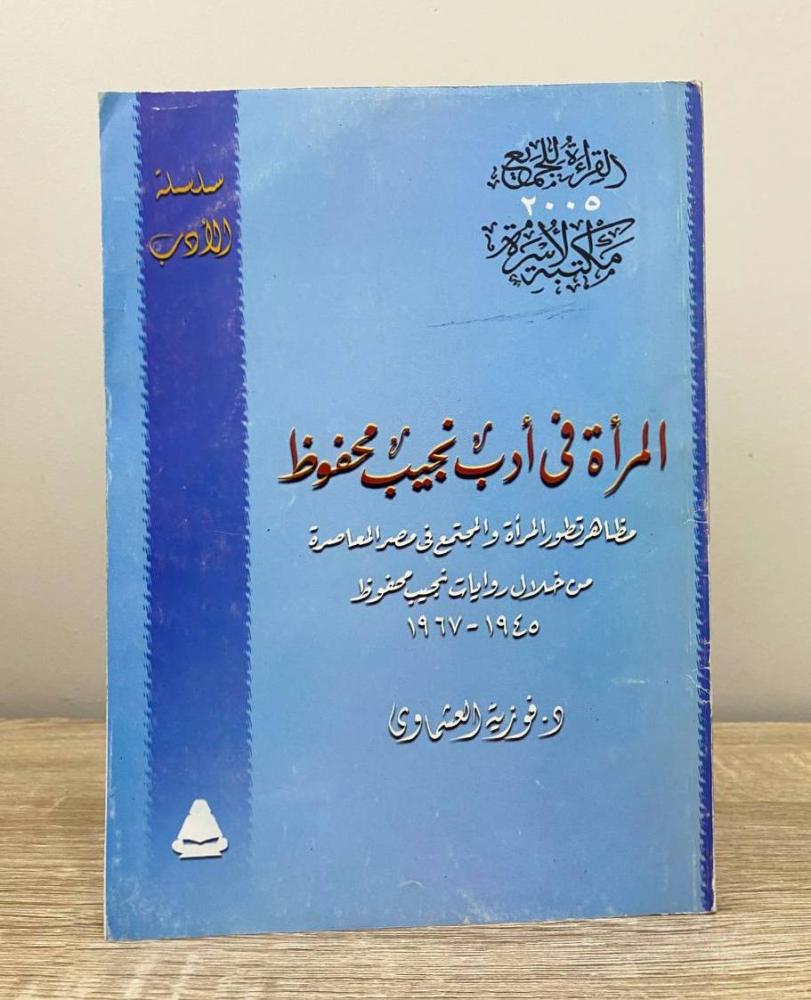 القراءة للجميع
٢٠٠٥
مكتبة الأسرة
سلسلة
الأدب
المرأة فى أدب نجيب محفوظ
مظاهر تطور المرأة والمجتمع فى مصر المعاصرة
من خلال روايات نجيب محفوظ
١٩٤٥ - ١٩٦٧
د. فوزية العشماوى